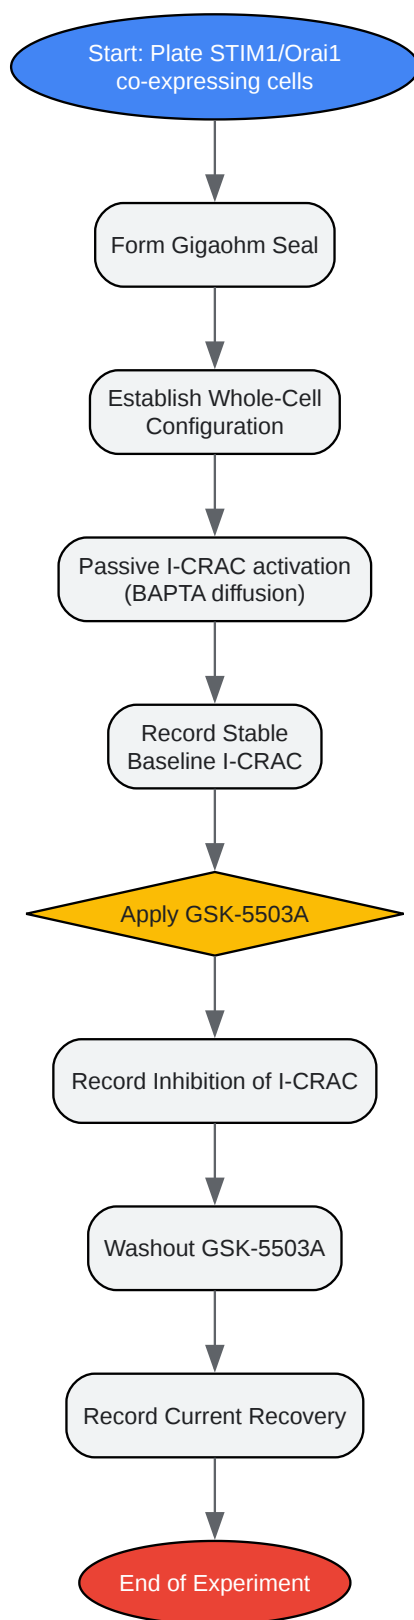 Start: Plate STIM1/Orai1
co-expressing cells
Form Gigaohm Seal
Establish Whole-Cell
Configuration
Passive I-CRAC activation
(BAPTA diffusion)
Record Stable
Baseline I-CRAC
Apply GSK-5503A
Record Inhibition of I-CRAC
Washout GSK-5503A
Record Current Recovery
End of Experiment